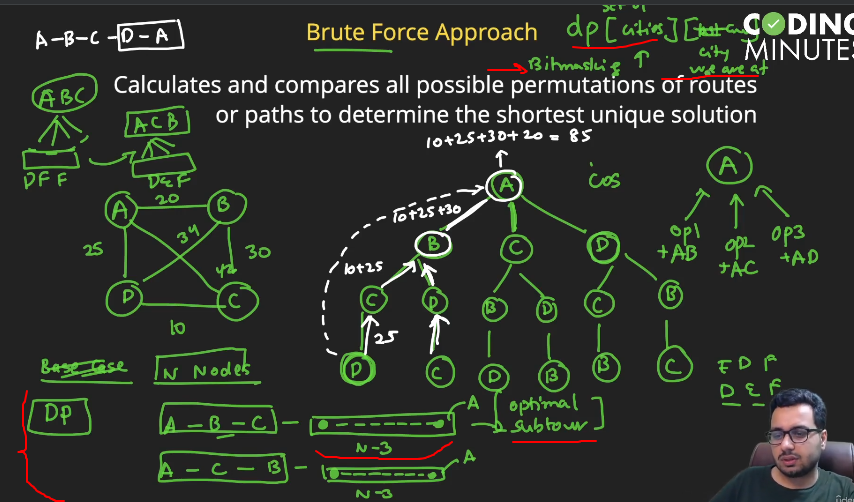 A-B-C-D-A
Brute Force Approach
set of
dp[cities][
city
we are at
Bitmasking
CODING
MINUTES
Calculates and compares all possible permutations of routes
or paths to determine the shortest unique solution
ABC
ACB
DEF
10+25+30+20 = 85
A
20
B
25
34
30
42
D
C
10
A
10+25+30
B
C
D
10+25
C
D
B
D
C
B
25
D
C
D
B
B
C
cos
A
op1
+AB
op2
+AC
op3
+AD
Base Case
N Nodes
E D F
D E F
DP
A - B - C -
A
N-3
[optimal
subtour]
A - C - B -
A
N-3